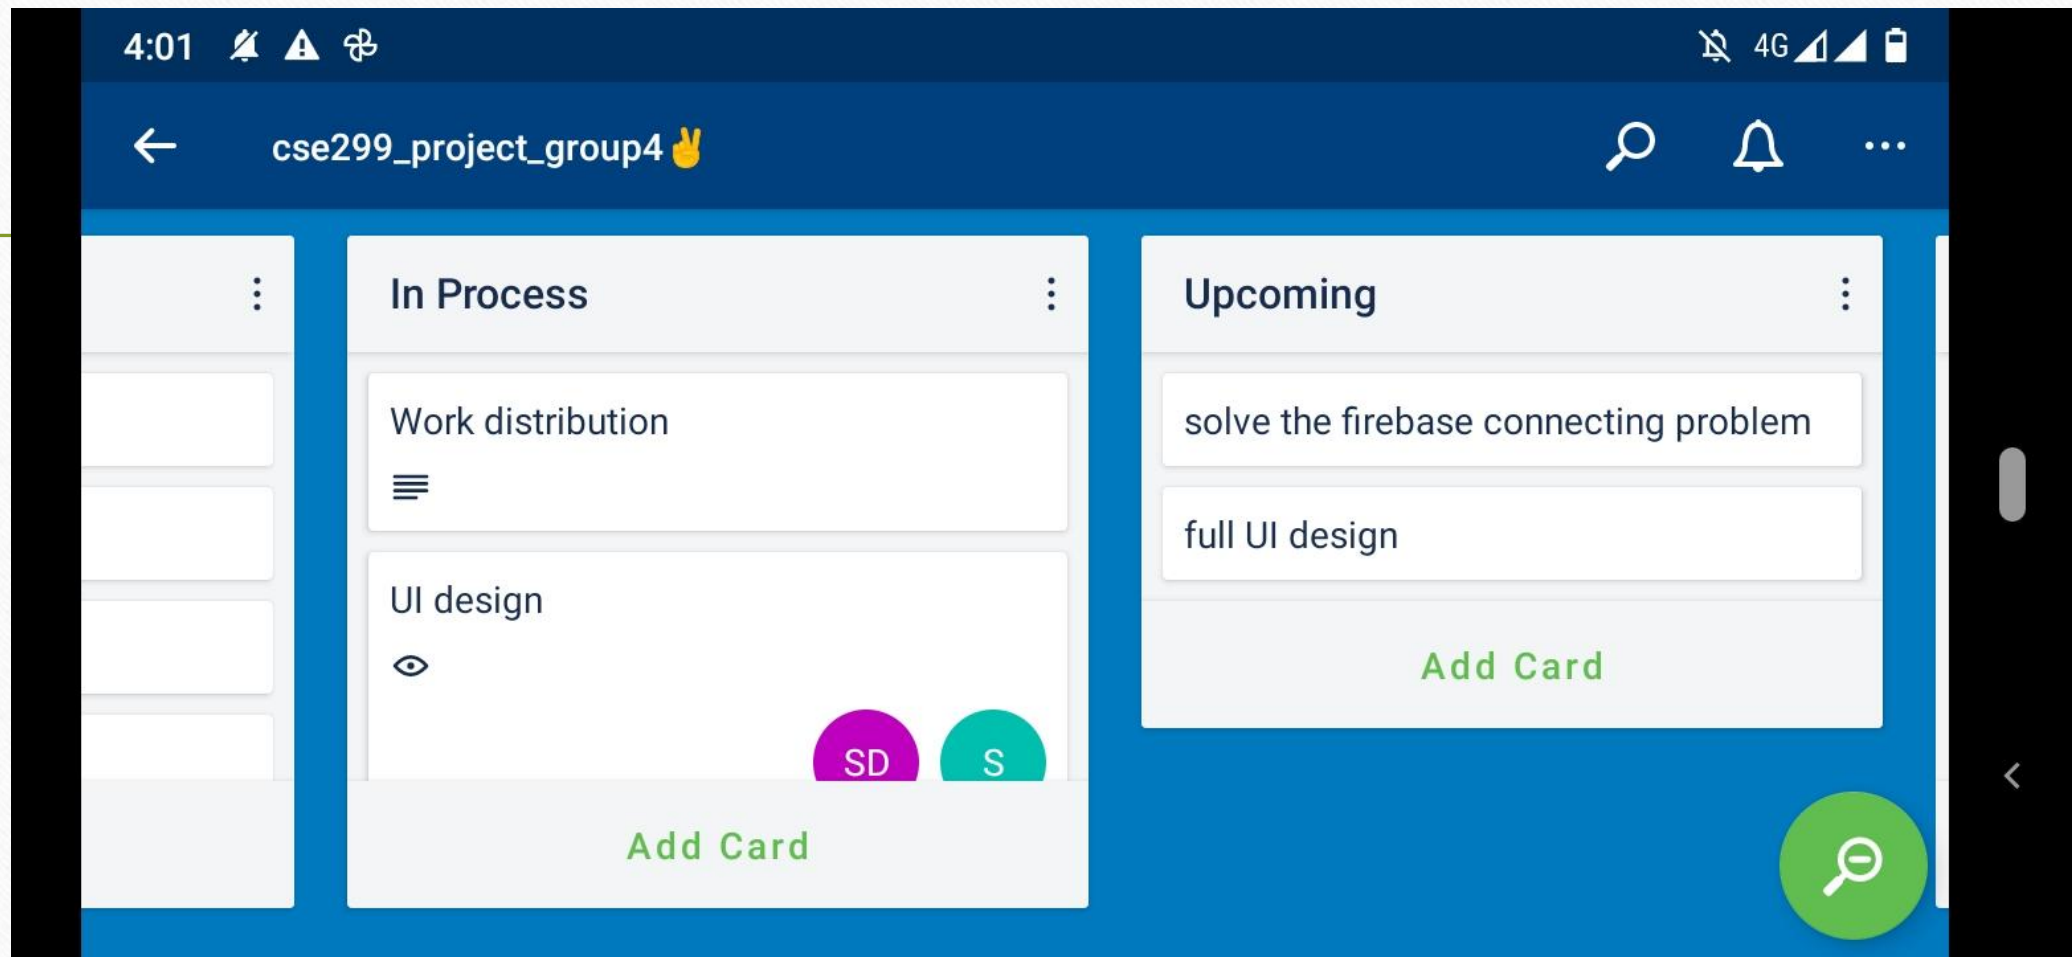 4:01
4G
cse299_project_group4✌
In Process
Work distribution
UI design
SD
S
Add Card
Upcoming
solve the firebase connecting problem
full UI design
Add Card